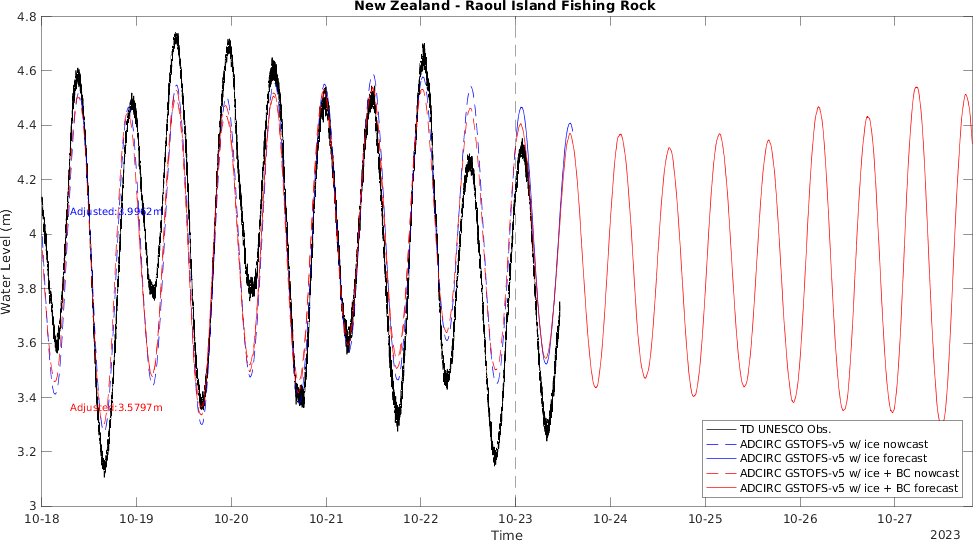 New Zealand - Raoul Island Fishing Rock
4.8
4.6
4.4
4.2
4
3.8
3.6
3.4
3.2
3
Water Level (m)
Adjusted:3.9962m
Adjusted:3.5797m
TD UNESCO Obs.
ADCIRC GSTOFS-v5 w/ ice nowcast
ADCIRC GSTOFS-v5 w/ ice forecast
ADCIRC GSTOFS-v5 w/ ice + BC nowcast
ADCIRC GSTOFS-v5 w/ ice + BC forecast
10-18 10-19 10-20 10-21 10-22 10-23 10-24 10-25 10-26 10-27
Time
2023